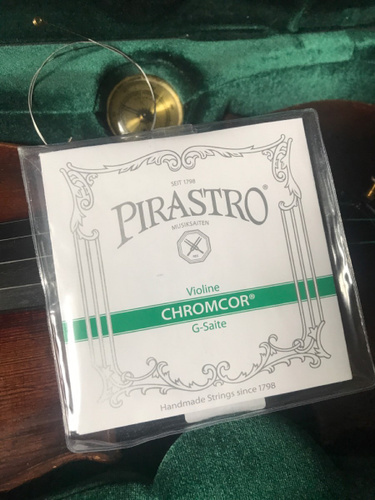 SEIT 1798
PIRASTRO®
MUSIKSAITEN
Violine
CHROMCOR®
G-Saite
Handmade Strings since 1798